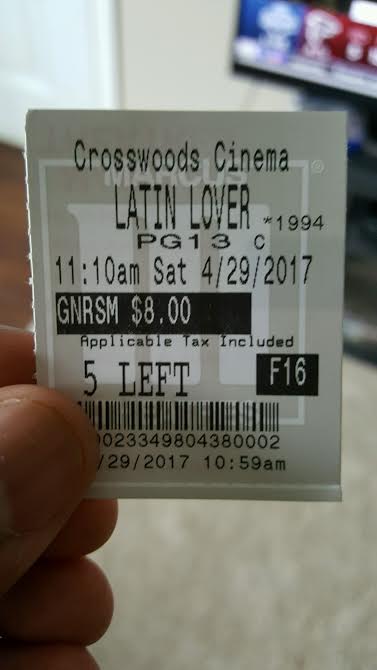 Crosswoods Cinema
MARCUS
LATIN LOVER *1994
PG13 C
11:10am Sat 4/29/2017
GNRSM $8.00
Applicable Tax Included
5 LEFT F16
0023349804380002
/29/2017 10:59am